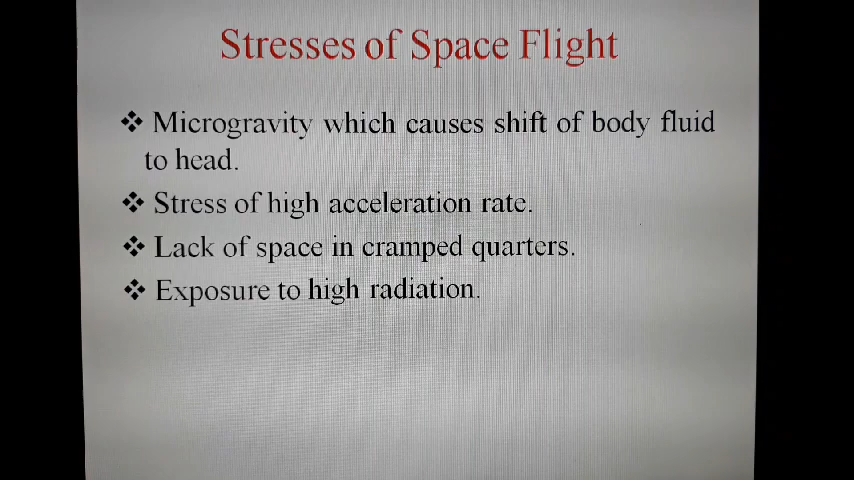 Stresses of Space Flight
❖ Microgravity which causes shift of body fluid
to head.
❖ Stress of high acceleration rate.
❖ Lack of space in cramped quarters.
❖ Exposure to high radiation.